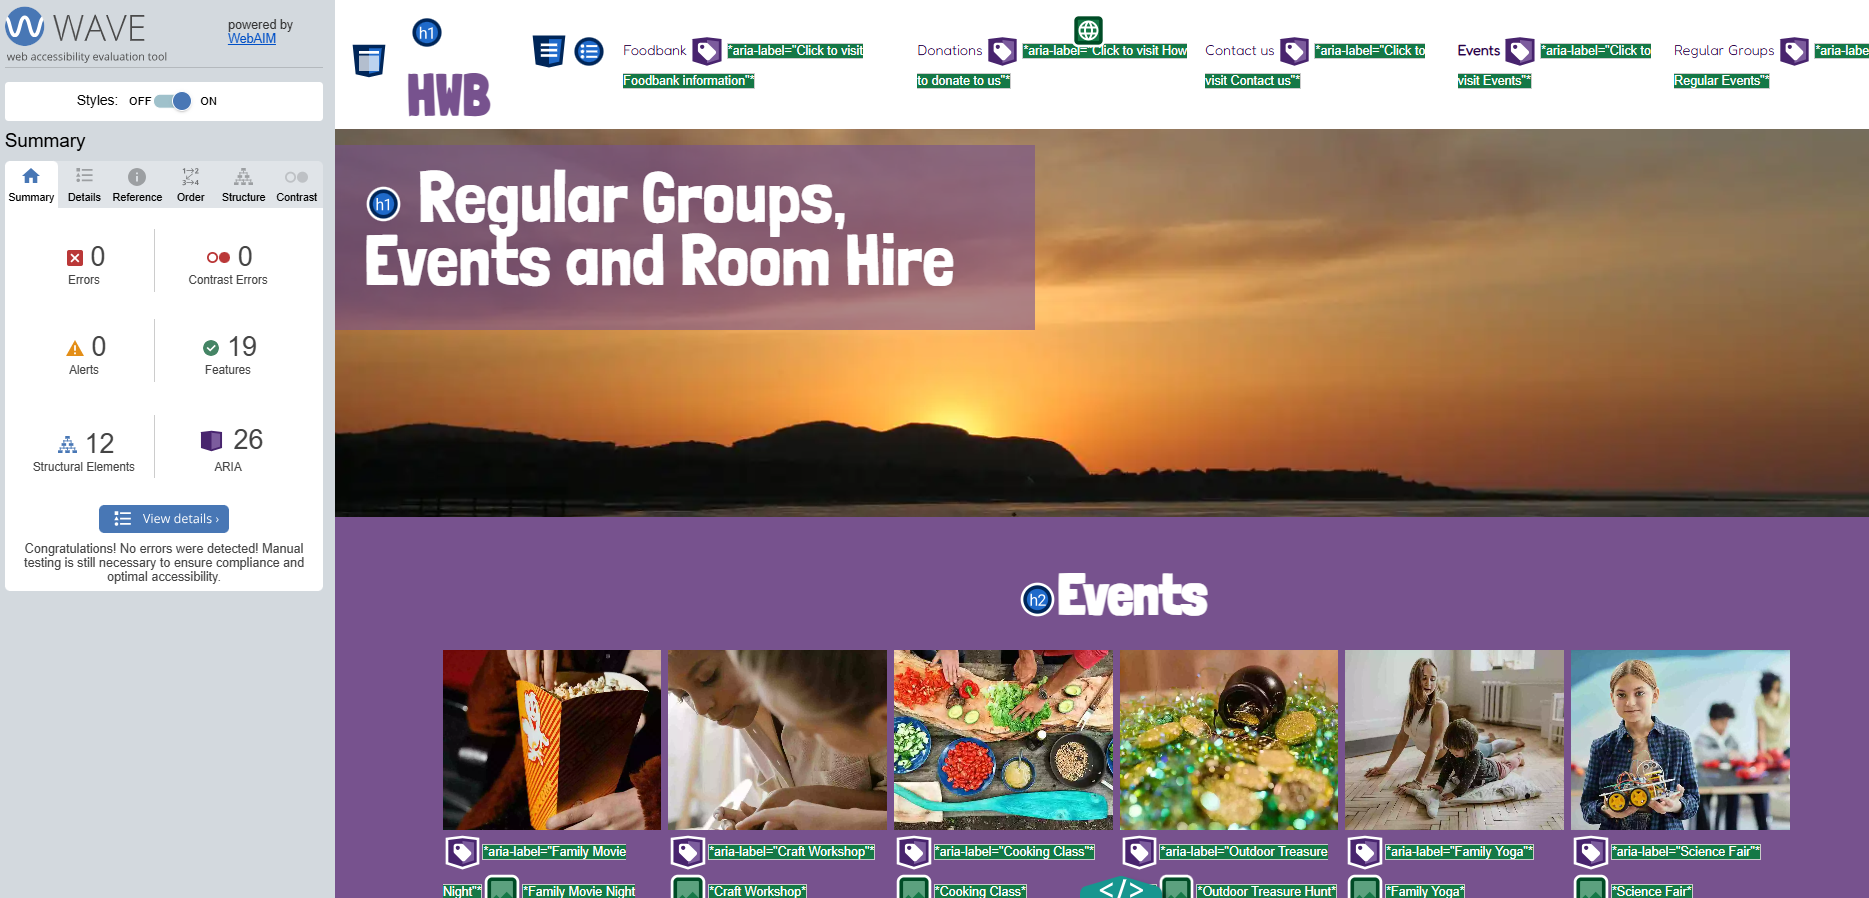 WAVE
web accessibility evaluation tool
powered by
WebAIM
Styles: OFF ON
Summary
Summary Details Reference Order Structure Contrast
0
Errors
0
Contrast Errors
0
Alerts
19
Features
12
Structural Elements
26
ARIA
View details ›
Congratulations! No errors were detected! Manual
testing is still necessary to ensure compliance and
optimal accessibility.
h1
HWB
Foodbank *aria-label="Click to visit
Foodbank information"*
Donations *aria-label="Click to visit How
to donate to us"*
Contact us *aria-label="Click to
visit Contact us"*
Events *aria-label="Click to
visit Events"*
Regular Groups *aria-labe
Regular Events"*
h1 Regular Groups,
Events and Room Hire
h2 Events
*aria-label="Family Movie
Night"* *Family Movie Night
*aria-label="Craft Workshop"*
*Craft Workshop*
*aria-label="Cooking Class"*
*Cooking Class*
*aria-label="Outdoor Treasure
*Outdoor Treasure Hunt*
*aria-label="Family Yoga"*
*Family Yoga*
*aria-label="Science Fair"*
*Science Fair*